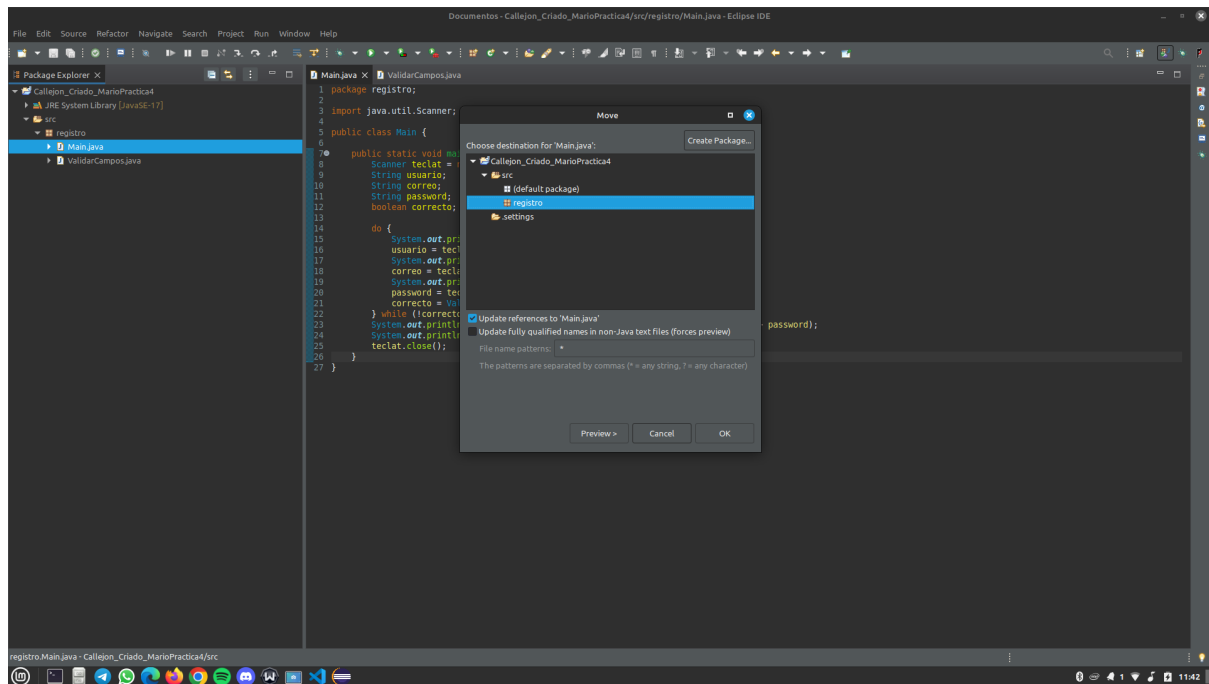 Documentos - Callejon_Criado_MarioPractica4/src/registro/Main.java - Eclipse IDE
File Edit Source Refactor Navigate Search Project Run Window Help
Package Explorer
Main.java
ValidarCampos.java
Callejon_Criado_MarioPractica4
JRE System Library [JavaSE-17]
src
registro
Main.java
ValidarCampos.java
1 package registro;
2
3 import java.util.Scanner;
4
5 public class Main {
6
7 public static void mai
8 Scanner teclat =
9 String usuario;
10 String correo;
11 String password;
12 boolean correcto;
13
14 do {
15 System.out.pri
16 usuario = tecl
17 System.out.pri
18 correo = tecla
19 System.out.pri
20 password = tec
21 correcto = Val
22 } while (!correcto
23 System.out.println password);
24 System.out.println
25 teclat.close();
26 }
27 }
Move
Choose destination for 'Main.java':
Create Package...
Callejon_Criado_MarioPractica4
src
(default package)
registro
.settings
Update references to 'Main.java'
Update fully qualified names in non-Java text files (forces preview)
File name patterns: *
The patterns are separated by commas (* = any string, ? = any character)
Preview >
Cancel
OK
registro.Main.java - Callejon_Criado_MarioPractica4/src
1
11:42